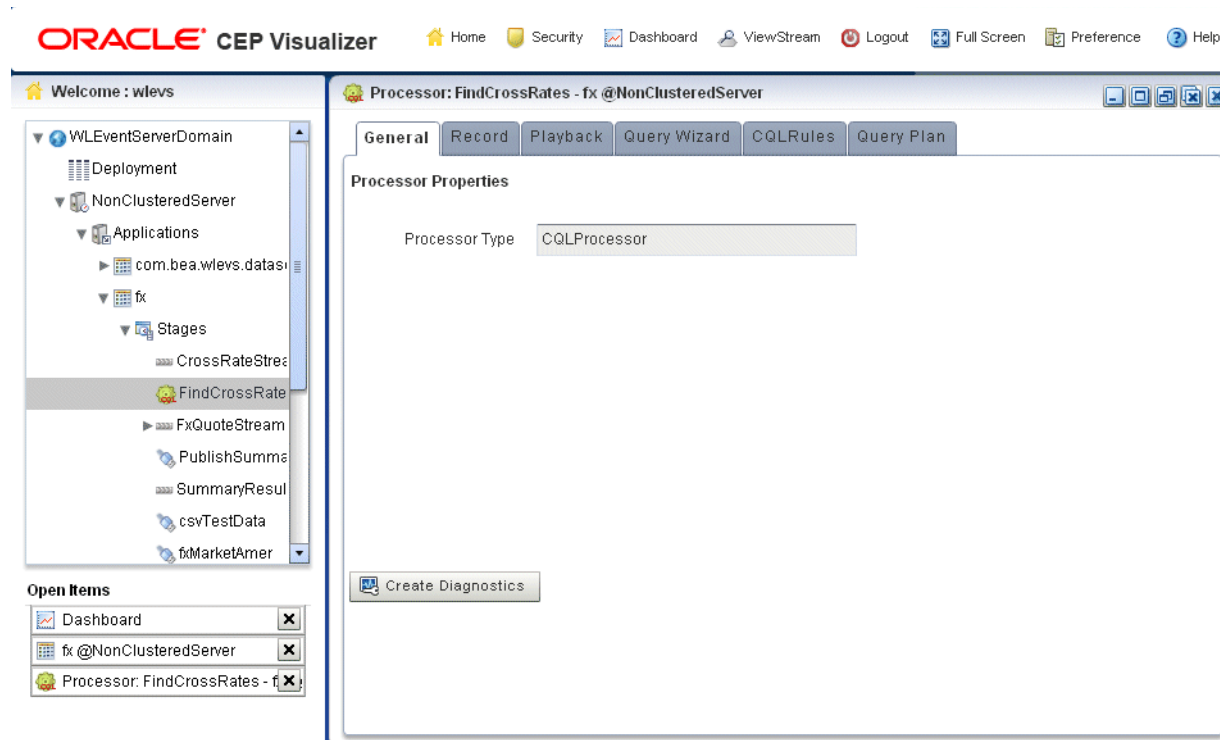 ORACLE CEP Visualizer Home Security Dashboard ViewStream Logout Full Screen Preference Help
Welcome : wlevs
WLEventServerDomain
Deployment
NonClusteredServer
Applications
com.bea.wlevs.datas
fx
Stages
CrossRateStrea
FindCrossRate
FxQuoteStream
PublishSumma
SummaryResul
csvTestData
fxMarketAmer
Open Items
Dashboard
fx @NonClusteredServer
Processor: FindCrossRates - f
Processor: FindCrossRates - fx @NonClusteredServer
General Record Playback Query Wizard CQLRules Query Plan
Processor Properties
Processor Type CQLProcessor
Create Diagnostics